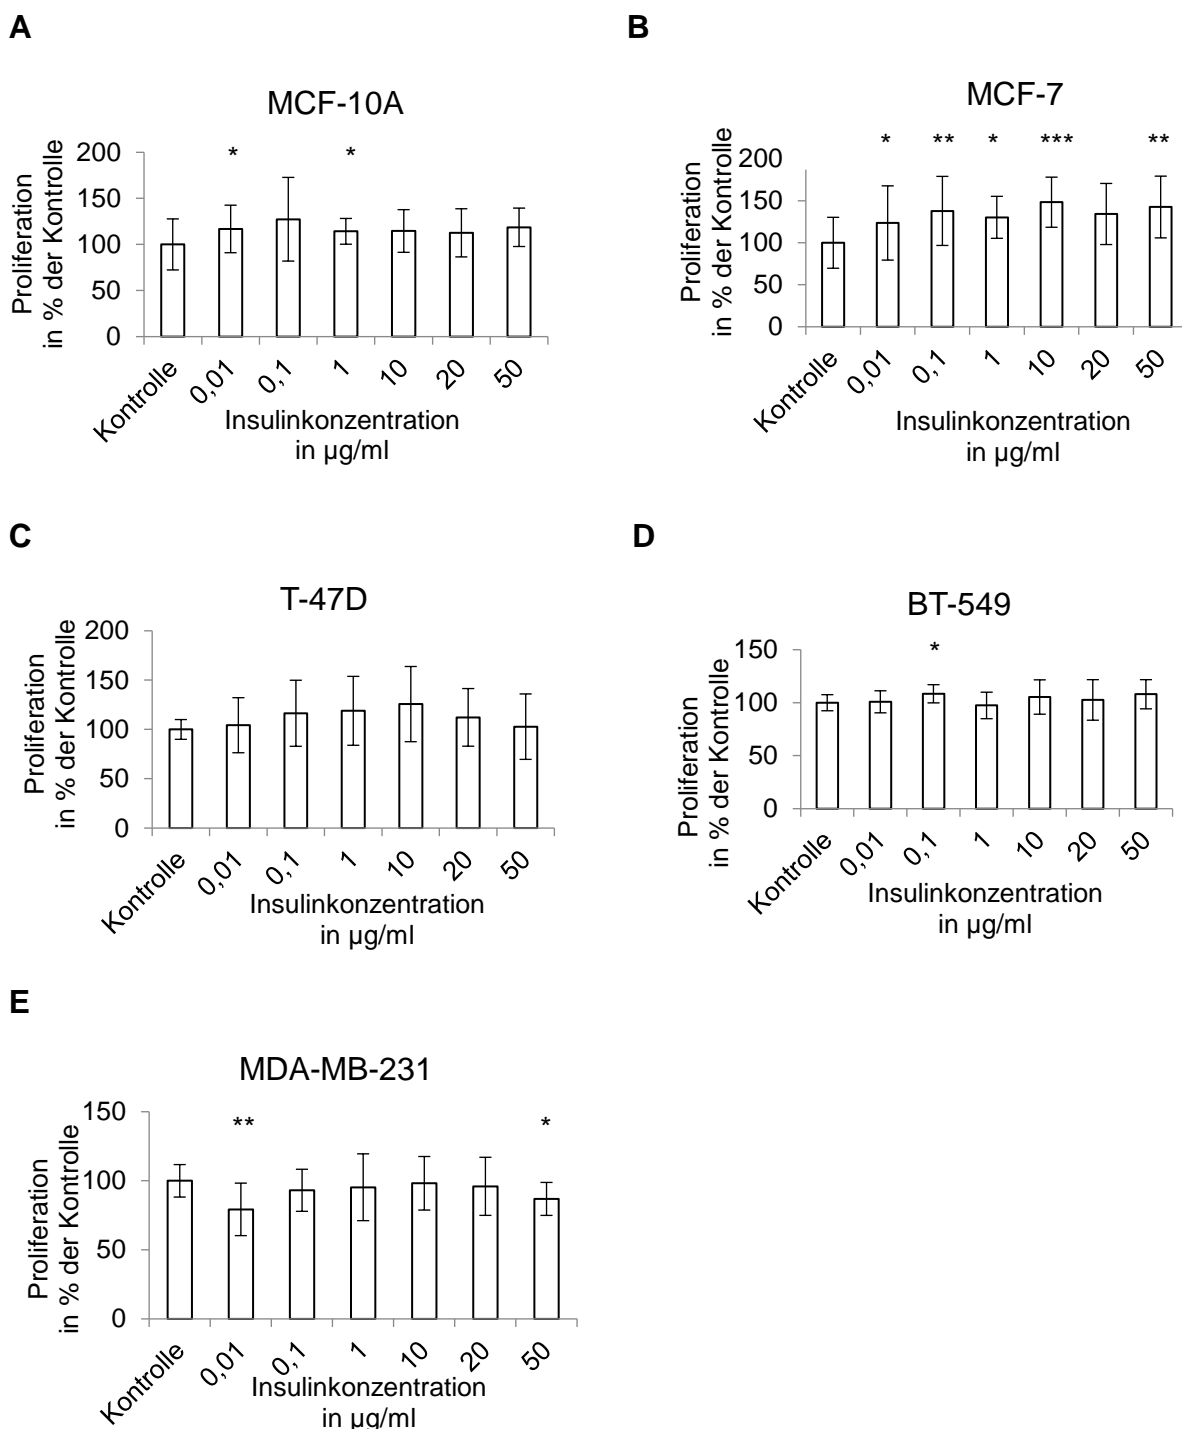 A
MCF-10A
* *
Proliferation
in % der Kontrolle
200
150
100
50
0
Kontrolle 0,01 0,1 1 10 20 50
Insulinkonzentration
in µg/ml
B
MCF-7
* ** * *** **
Proliferation
in % der Kontrolle
200
150
100
50
0
Kontrolle 0,01 0,1 1 10 20 50
Insulinkonzentration
in µg/ml
C
T-47D
Proliferation
in % der Kontrolle
200
150
100
50
0
Kontrolle 0,01 0,1 1 10 20 50
Insulinkonzentration
in µg/ml
D
BT-549
*
Proliferation
in % der Kontrolle
150
100
50
0
Kontrolle 0,01 0,1 1 10 20 50
Insulinkonzentration
in µg/ml
E
MDA-MB-231
** *
Proliferation
in % der Kontrolle
150
100
50
0
Kontrolle 0,01 0,1 1 10 20 50
Insulinkonzentration
in µg/ml